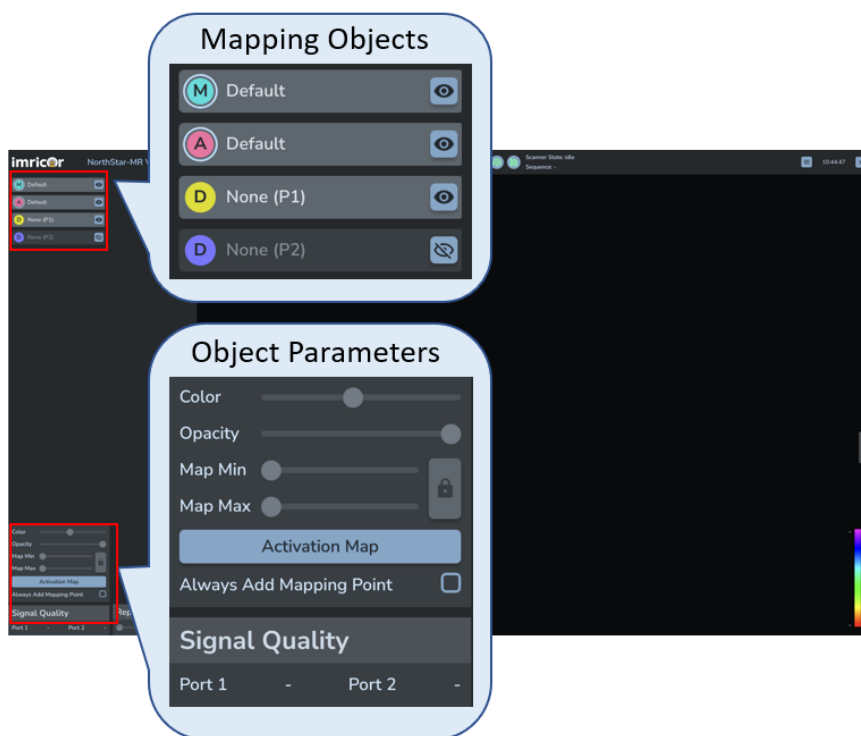 Mapping Objects
M Default
A Default
D None (P1)
D None (P2)
imricor NorthStar-MR
Scanner State: idle
Sequence: -
10:44:47
M Default
A Default
D None (P1)
D None (P2)
Object Parameters
Color
Opacity
Map Min
Map Max
Activation Map
Always Add Mapping Point
Signal Quality
Port 1 - Port 2 -
Color
Opacity
Map Min
Map Max
Activation Map
Always Add Mapping Point
Signal Quality
Port 1 - Port 2 -